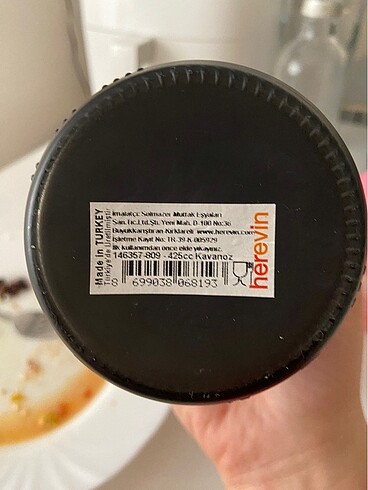 Made in TURKEY
Türkiye'de Üretilmiştir
İmalatçı: Solmazer Mutfak Eşyaları
San.Tic.Ltd.Şti. Yeni Mah. D-100 No:36
Büyükkarıştıran-Kırklareli www.herevin.com
İşletme Kayıt No: TR-39-K-005929
İlk kullanımdan önce elde yıkayınız.
146357-809 - 425cc Kavanoz
8 699038 068193
herevin